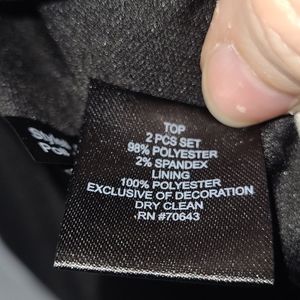 TOP
2 PCS SET
98% POLYESTER
2% SPANDEX
LINING
100% POLYESTER
EXCLUSIVE OF DECORATION
DRY CLEAN
RN #70643